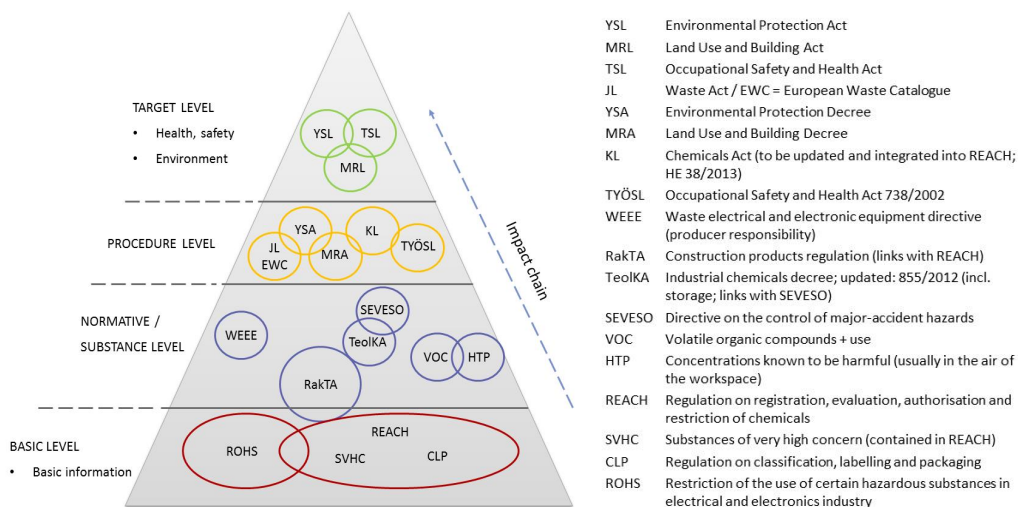 TARGET LEVEL
• Health, safety
• Environment
YSL
TSL
MRL
PROCEDURE LEVEL
YSA
KL
JL
EWC
MRA
TYÖSL
Impact chain
NORMATIVE /
SUBSTANCE LEVEL
SEVESO
WEEE
TeolKA
VOC
HTP
RakTA
BASIC LEVEL
• Basic information
REACH
ROHS
SVHC
CLP
YSL Environmental Protection Act
MRL Land Use and Building Act
TSL Occupational Safety and Health Act
JL Waste Act / EWC = European Waste Catalogue
YSA Environmental Protection Decree
MRA Land Use and Building Decree
KL Chemicals Act (to be updated and integrated into REACH;
HE 38/2013)
TYÖSL Occupational Safety and Health Act 738/2002
WEEE Waste electrical and electronic equipment directive
(producer responsibility)
RakTA Construction products regulation (links with REACH)
TeolKA Industrial chemicals decree; updated: 855/2012 (incl.
storage; links with SEVESO)
SEVESO Directive on the control of major-accident hazards
VOC Volatile organic compounds + use
HTP Concentrations known to be harmful (usually in the air of
the workspace)
REACH Regulation on registration, evaluation, authorisation and
restriction of chemicals
SVHC Substances of very high concern (contained in REACH)
CLP Regulation on classification, labelling and packaging
ROHS Restriction of the use of certain hazardous substances in
electrical and electronics industry